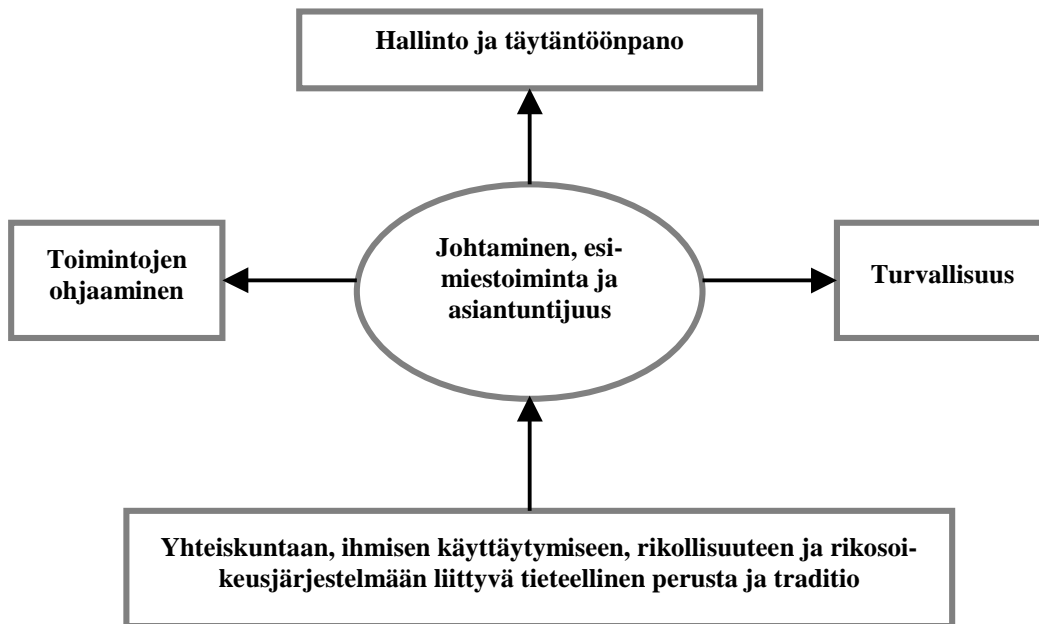 Hallinto ja täytäntöönpano
Toimintojen
ohjaaminen
Johtaminen, esi-
miestoiminta ja
asiantuntijuus
Turvallisuus
Yhteiskuntaan, ihmisen käyttäytymiseen, rikollisuuteen ja rikosoi-
keusjärjestelmään liittyvä tieteellinen perusta ja traditio